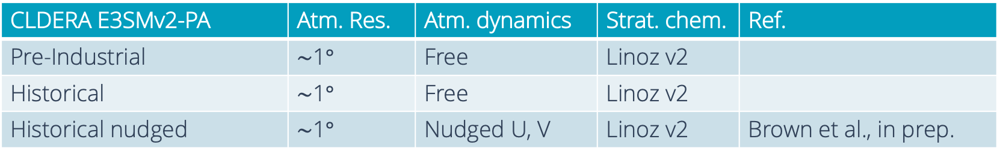 CLDERA E3SMv2-PA Atm. Res. Atm. dynamics Strat. chem. Ref.
Pre-Industrial ~1° Free Linoz v2
Historical ~1° Free Linoz v2
Historical nudged ~1° Nudged U, V Linoz v2 Brown et al., in prep.